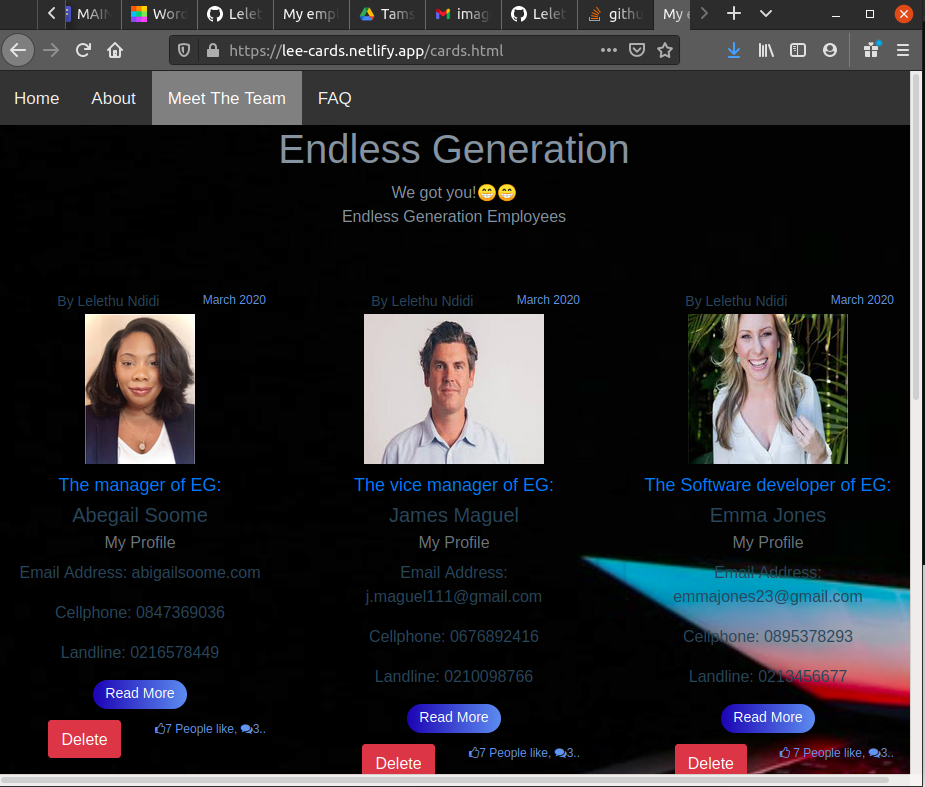 MAIN
Word
Lelet
My empl
Tams
imag
Lelet
githu
My e
https://lee-cards.netlify.app/cards.html
Home About Meet The Team FAQ
Endless Generation
We got you!😁😁
Endless Generation Employees
By Lelethu Ndidi March 2020
The manager of EG:
Abegail Soome
My Profile
Email Address: abigailsoome.com
Cellphone: 0847369036
Landline: 0216578449
Read More
Delete 7 People like, 3..
By Lelethu Ndidi March 2020
The vice manager of EG:
James Maguel
My Profile
Email Address:
j.maguel111@gmail.com
Cellphone: 0676892416
Landline: 0210098766
Read More
Delete 7 People like, 3..
By Lelethu Ndidi March 2020
The Software developer of EG:
Emma Jones
My Profile
Email Address:
emmajones23@gmail.com
Cellphone: 0895378293
Landline: 0213456677
Read More
Delete 7 People like, 3..